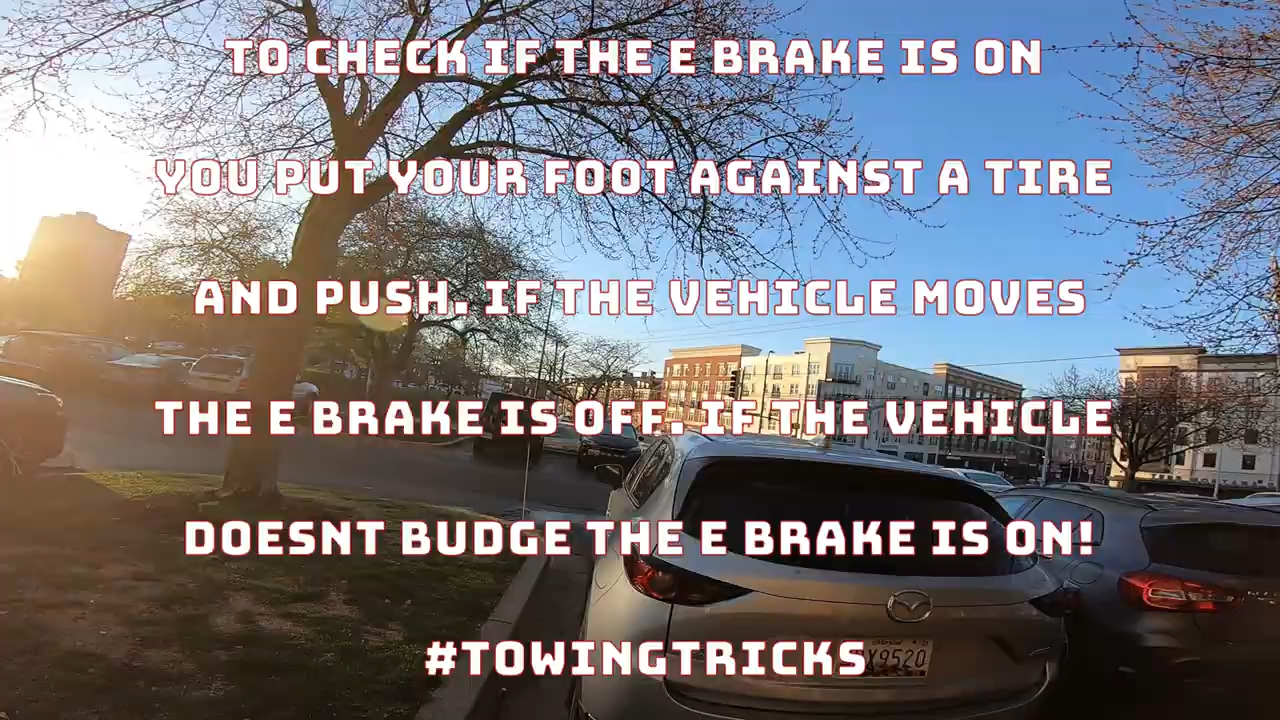 TO CHECK IF THE E BRAKE IS ON
YOU PUT YOUR FOOT AGAINST A TIRE
AND PUSH. IF THE VEHICLE MOVES
THE E BRAKE IS OFF. IF THE VEHICLE
DOESNT BUDGE THE E BRAKE IS ON!
#TOWINGTRICKS
X9520